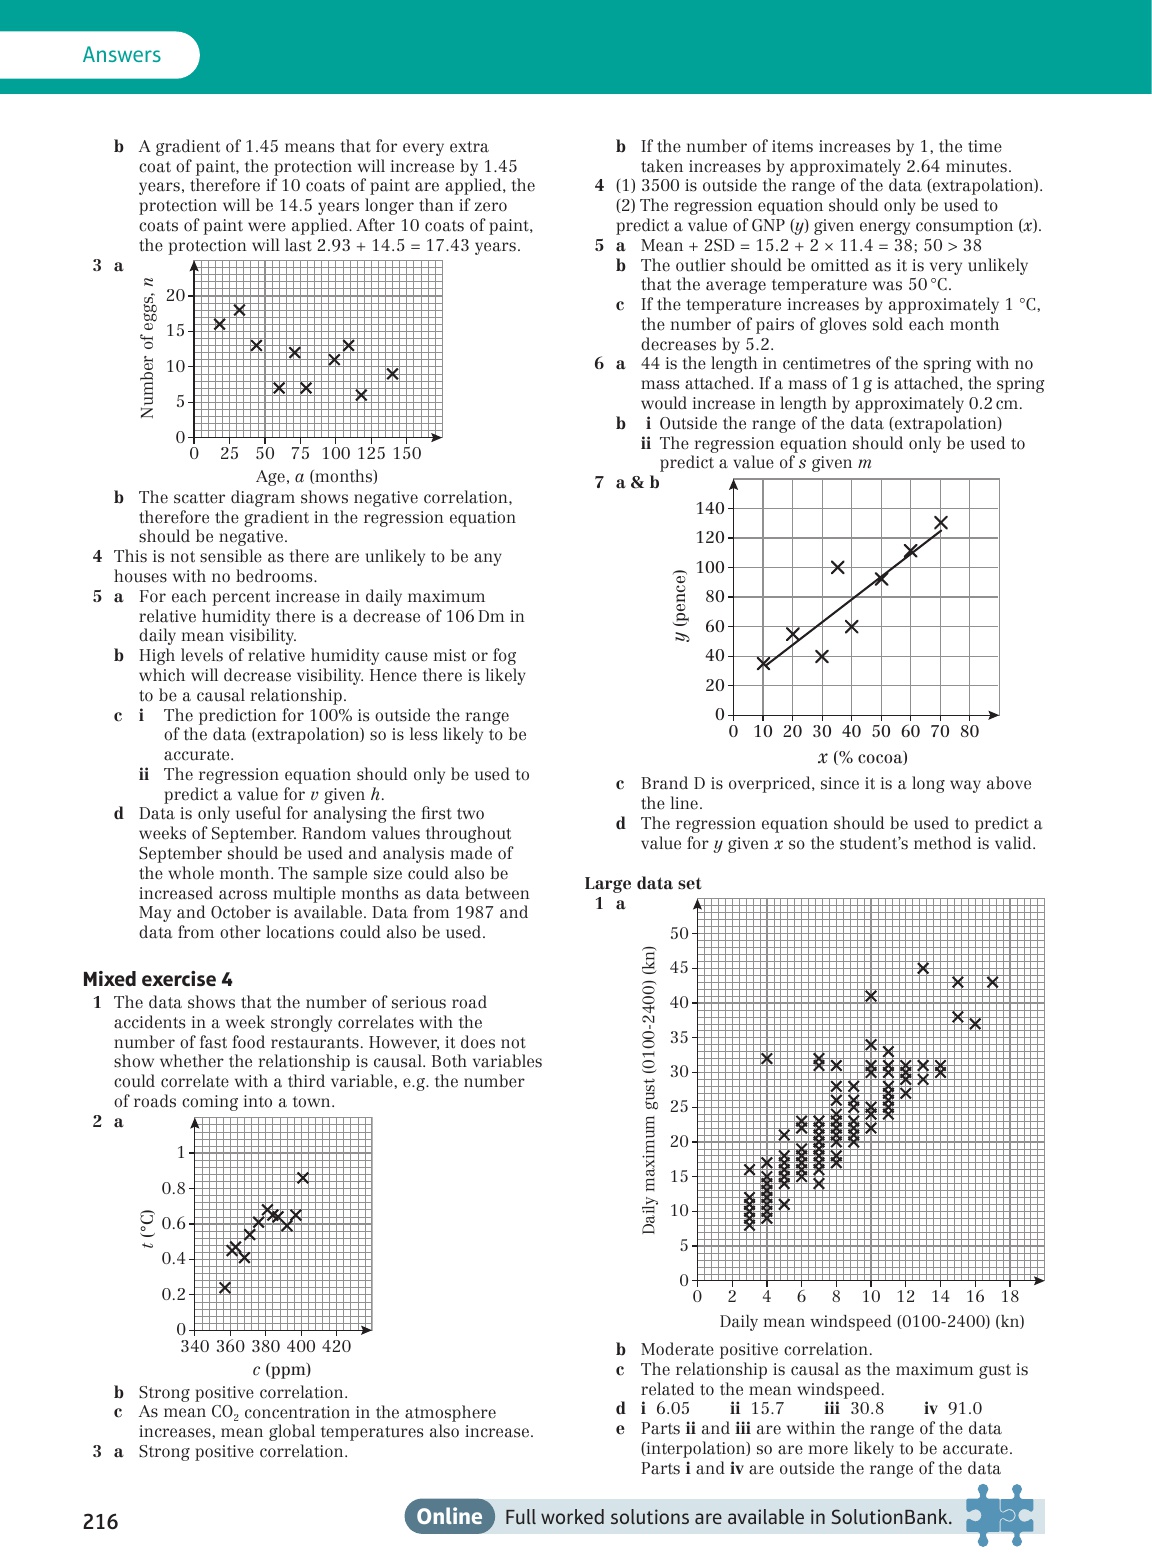 Answers
b A gradient of 1.45 means that for every extra
coat of paint, the protection will increase by 1.45
years, therefore if 10 coats of paint are applied, the
protection will be 14.5 years longer than if zero
coats of paint were applied. After 10 coats of paint,
the protection will last 2.93 + 14.5 = 17.43 years.
3 a
Number of eggs, n
20
15
10
5
0
0 25 50 75 100 125 150
Age, a (months)
b The scatter diagram shows negative correlation,
therefore the gradient in the regression equation
should be negative.
4 This is not sensible as there are unlikely to be any
houses with no bedrooms.
5 a For each percent increase in daily maximum
relative humidity there is a decrease of 106 Dm in
daily mean visibility.
b High levels of relative humidity cause mist or fog
which will decrease visibility. Hence there is likely
to be a causal relationship.
c i The prediction for 100% is outside the range
of the data (extrapolation) so is less likely to be
accurate.
ii The regression equation should only be used to
predict a value for v given h.
d Data is only useful for analysing the first two
weeks of September. Random values throughout
September should be used and analysis made of
the whole month. The sample size could also be
increased across multiple months as data between
May and October is available. Data from 1987 and
data from other locations could also be used.
Mixed exercise 4
1 The data shows that the number of serious road
accidents in a week strongly correlates with the
number of fast food restaurants. However, it does not
show whether the relationship is causal. Both variables
could correlate with a third variable, e.g. the number
of roads coming into a town.
2 a
t (°C)
1
0.8
0.6
0.4
0.2
0
340 360 380 400 420
c (ppm)
b Strong positive correlation.
c As mean CO₂ concentration in the atmosphere
increases, mean global temperatures also increase.
3 a Strong positive correlation.
b If the number of items increases by 1, the time
taken increases by approximately 2.64 minutes.
4 (1) 3500 is outside the range of the data (extrapolation).
(2) The regression equation should only be used to
predict a value of GNP (y) given energy consumption (x).
5 a Mean + 2SD = 15.2 + 2 × 11.4 = 38; 50 > 38
b The outlier should be omitted as it is very unlikely
that the average temperature was 50 °C.
c If the temperature increases by approximately 1 °C,
the number of pairs of gloves sold each month
decreases by 5.2.
6 a 44 is the length in centimetres of the spring with no
mass attached. If a mass of 1 g is attached, the spring
would increase in length by approximately 0.2 cm.
b i Outside the range of the data (extrapolation)
ii The regression equation should only be used to
predict a value of s given m
7 a & b
y (pence)
140
120
100
80
60
40
20
0
0 10 20 30 40 50 60 70 80
x (% cocoa)
c Brand D is overpriced, since it is a long way above
the line.
d The regression equation should be used to predict a
value for y given x so the student's method is valid.
Large data set
1 a
Daily maximum gust (0100-2400) (kn)
50
45
40
35
30
25
20
15
10
5
0
0 2 4 6 8 10 12 14 16 18
Daily mean windspeed (0100-2400) (kn)
b Moderate positive correlation.
c The relationship is causal as the maximum gust is
related to the mean windspeed.
d i 6.05 ii 15.7 iii 30.8 iv 91.0
e Parts ii and iii are within the range of the data
(interpolation) so are more likely to be accurate.
Parts i and iv are outside the range of the data
216
Online Full worked solutions are available in SolutionBank.